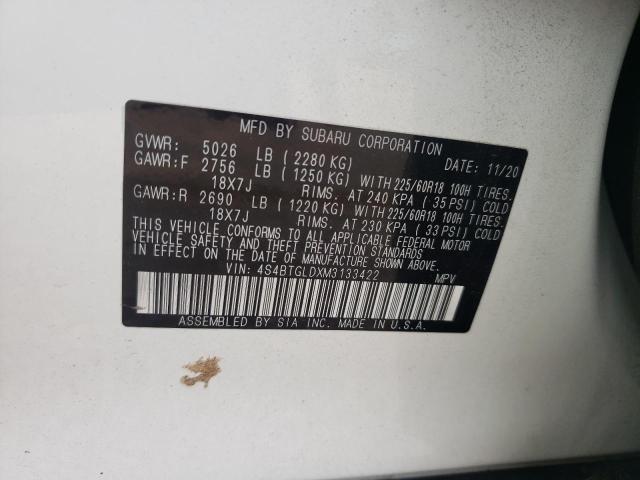 MFD BY SUBARU CORPORATION
GVWR: 5026 LB (2280 KG) DATE: 11/20
GAWR:F 2756 LB (1250 KG) WITH 225/60R18 100H TIRES.
18X7J RIMS. AT 240 KPA (35 PSI) COLD
GAWR:R 2690 LB (1220 KG) WITH 225/60R18 100H TIRES.
18X7J RIMS. AT 230 KPA (33 PSI) COLD
THIS VEHICLE CONFORMS TO ALL APPLICABLE FEDERAL MOTOR
VEHICLE SAFETY AND THEFT PREVENTION STANDARDS
IN EFFECT ON THE DATE OF MANUFACTURE SHOWN ABOVE.
VIN: 4S4BTGLDXM3133422 MPV
ASSEMBLED BY SIA INC. MADE IN U.S.A.